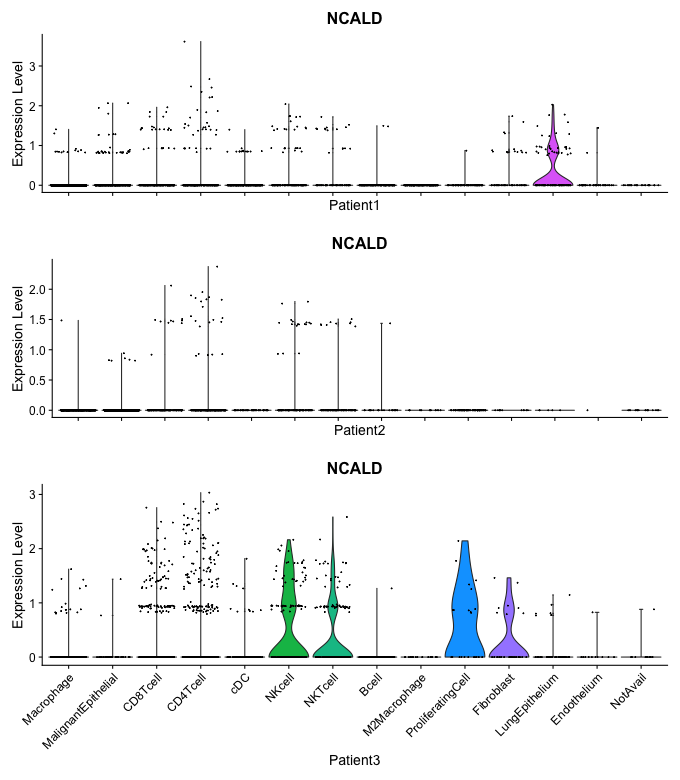 NCALD
Expression Level
3
2
1
0
Patient1
NCALD
Expression Level
2.0
1.5
1.0
0.5
0.0
Patient2
NCALD
Expression Level
3
2
1
0
Macrophage
MalignantEpithelial
CD8Tcell
CD4Tcell
cDC
NKcell
NKTcell
Bcell
M2Macrophage
ProliferatingCell
Fibroblast
LungEpithelium
Endothelium
NotAvail
Patient3